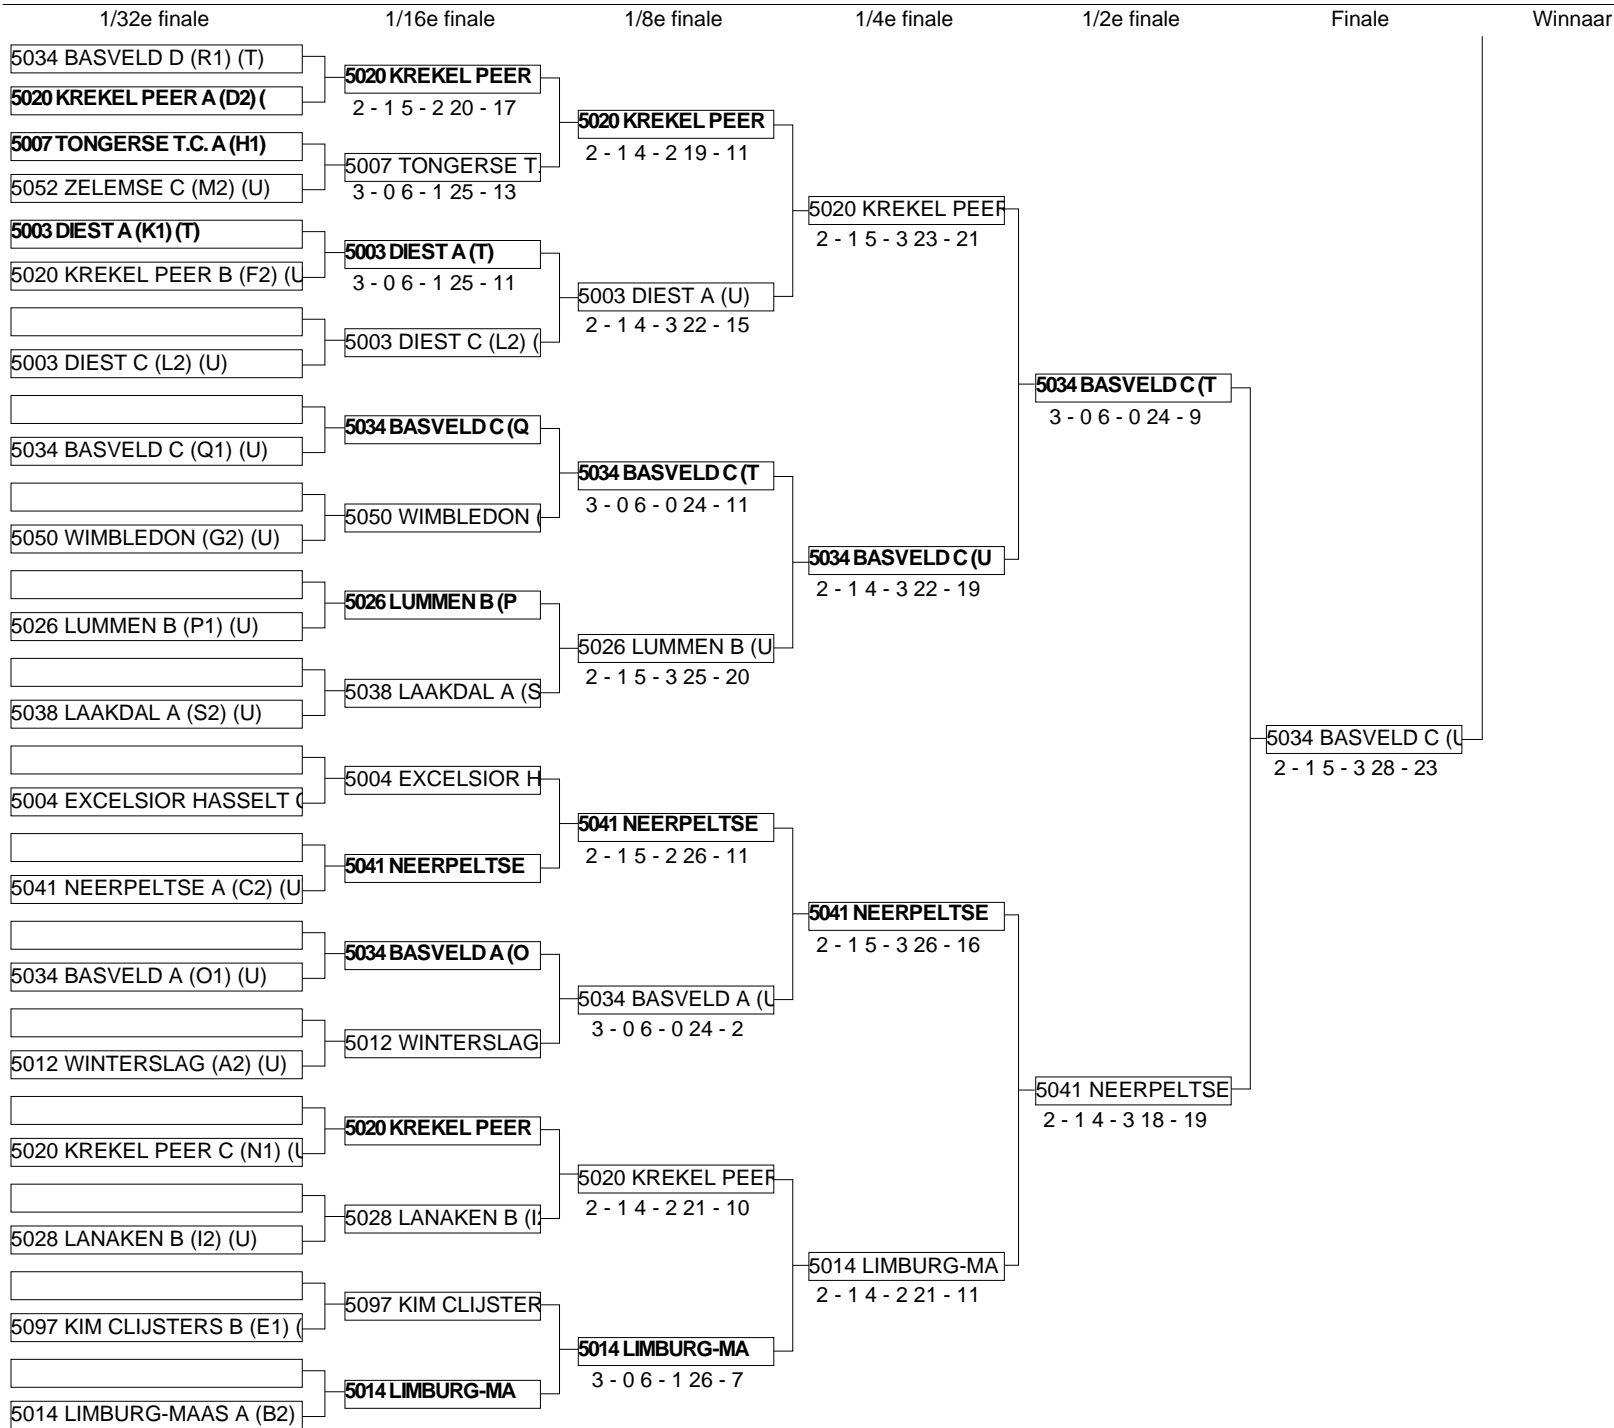 1/32e finale
1/16e finale
1/8e finale
1/4e finale
1/2e finale
Finale
Winnaar
5034 BASVELD D (R1) (T)
5020 KREKEL PEER A (D2) (
5007 TONGERSE T.C. A (H1)
5052 ZELEMSE C (M2) (U)
5003 DIEST A (K1) (T)
5020 KREKEL PEER B (F2) (U
5003 DIEST C (L2) (U)
5034 BASVELD C (Q1) (U)
5050 WIMBLEDON (G2) (U)
5026 LUMMEN B (P1) (U)
5038 LAAKDAL A (S2) (U)
5004 EXCELSIOR HASSELT (
5041 NEERPELTSE A (C2) (U
5034 BASVELD A (O1) (U)
5012 WINTERSLAG (A2) (U)
5020 KREKEL PEER C (N1) (U
5028 LANAKEN B (I2) (U)
5097 KIM CLIJSTERS B (E1) (
5014 LIMBURG-MAAS A (B2)
5020 KREKEL PEER
2 - 1 5 - 2 20 - 17
5007 TONGERSE T.
3 - 0 6 - 1 25 - 13
5003 DIEST A (T)
3 - 0 6 - 1 25 - 11
5003 DIEST C (L2) (
5034 BASVELD C (Q
5050 WIMBLEDON (
5026 LUMMEN B (P
5038 LAAKDAL A (S
5004 EXCELSIOR H
5041 NEERPELTSE
5034 BASVELD A (O
5012 WINTERSLAG
5020 KREKEL PEER
5028 LANAKEN B (I2
5097 KIM CLIJSTER
5014 LIMBURG-MA
5020 KREKEL PEER
2 - 1 4 - 2 19 - 11
5003 DIEST A (U)
2 - 1 4 - 3 22 - 15
5034 BASVELD C (T
3 - 0 6 - 0 24 - 11
5026 LUMMEN B (U
2 - 1 5 - 3 25 - 20
5041 NEERPELTSE
2 - 1 5 - 2 26 - 11
5034 BASVELD A (U
3 - 0 6 - 0 24 - 2
5020 KREKEL PEER
2 - 1 4 - 2 21 - 10
5014 LIMBURG-MA
3 - 0 6 - 1 26 - 7
5020 KREKEL PEER
2 - 1 5 - 3 23 - 21
5034 BASVELD C (U
2 - 1 4 - 3 22 - 19
5041 NEERPELTSE
2 - 1 5 - 3 26 - 16
5014 LIMBURG-MA
2 - 1 4 - 2 21 - 11
5034 BASVELD C (T
3 - 0 6 - 0 24 - 9
5041 NEERPELTSE
2 - 1 4 - 3 18 - 19
5034 BASVELD C (U
2 - 1 5 - 3 28 - 23